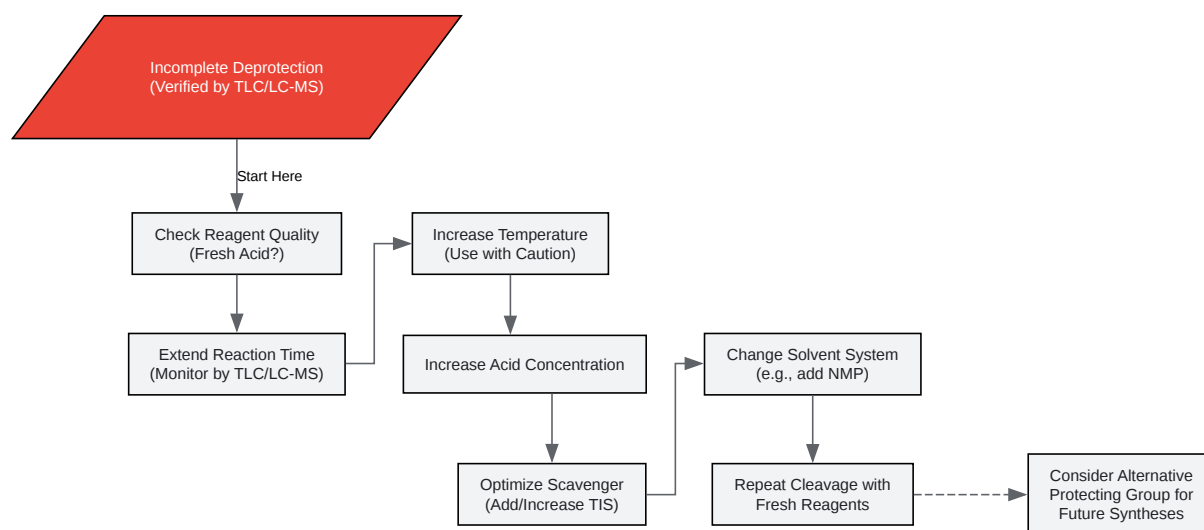 Incomplete Deprotection
(Verified by TLC/LC-MS)
Start Here
Check Reagent Quality
(Fresh Acid?)
Extend Reaction Time
(Monitor by TLC/LC-MS)
Increase Temperature
(Use with Caution)
Increase Acid Concentration
Optimize Scavenger
(Add/Increase TIS)
Change Solvent System
(e.g., add NMP)
Repeat Cleavage with
Fresh Reagents
Consider Alternative
Protecting Group for
Future Syntheses